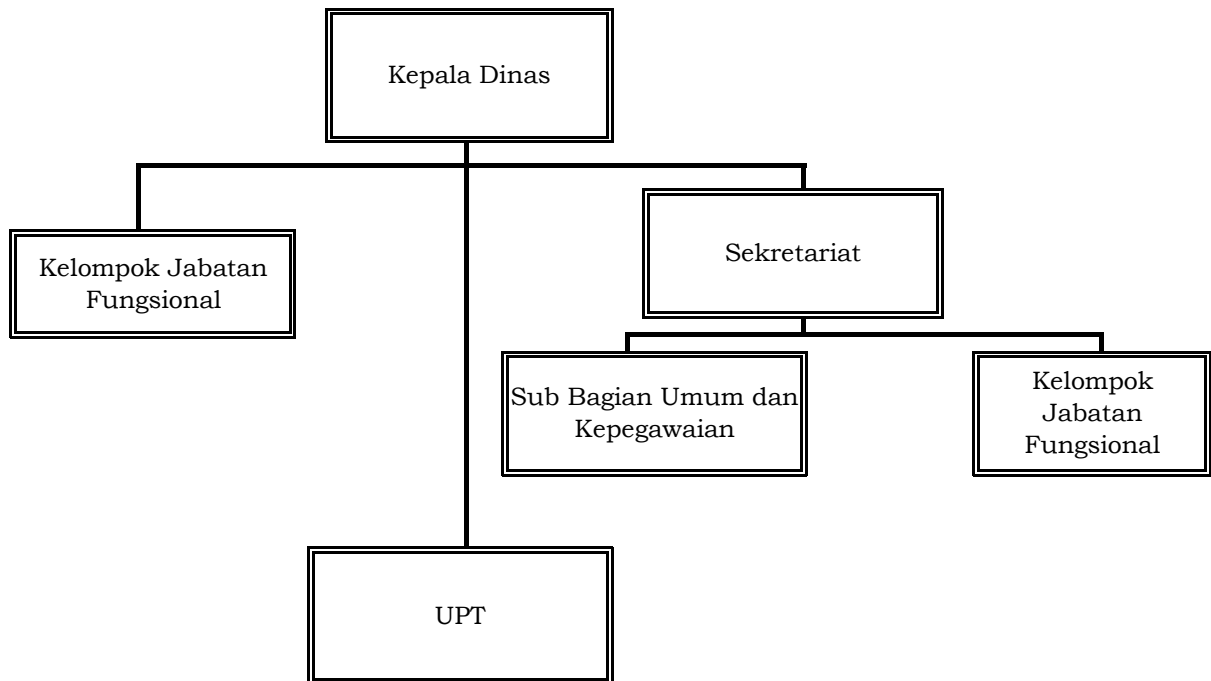 Kepala Dinas
Kelompok Jabatan
Fungsional
Sekretariat
Sub Bagian Umum dan
Kepegawaian
Kelompok
Jabatan
Fungsional
UPT